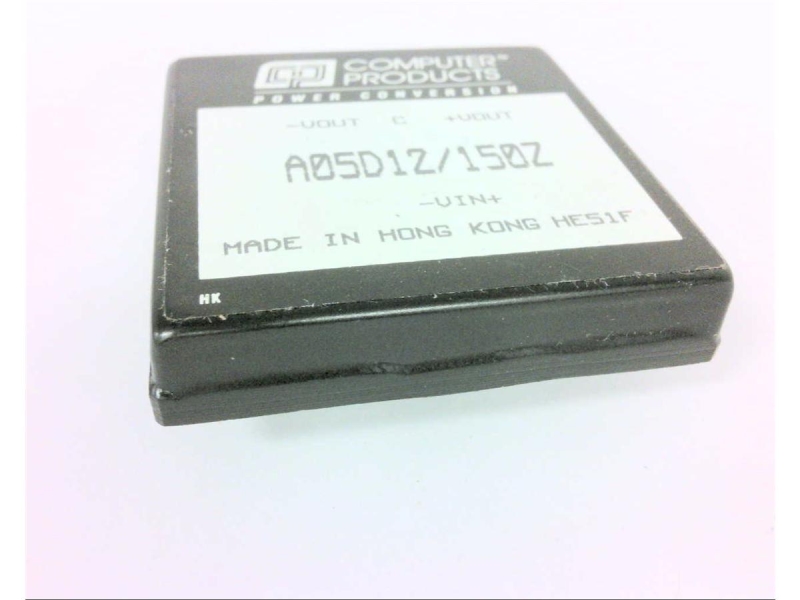 COMPUTER®
PRODUCTS
POWER CONVERSION
-VOUT C +VOUT
A05D12/150Z
-VIN+
MADE IN HONG KONG HE51F
HK